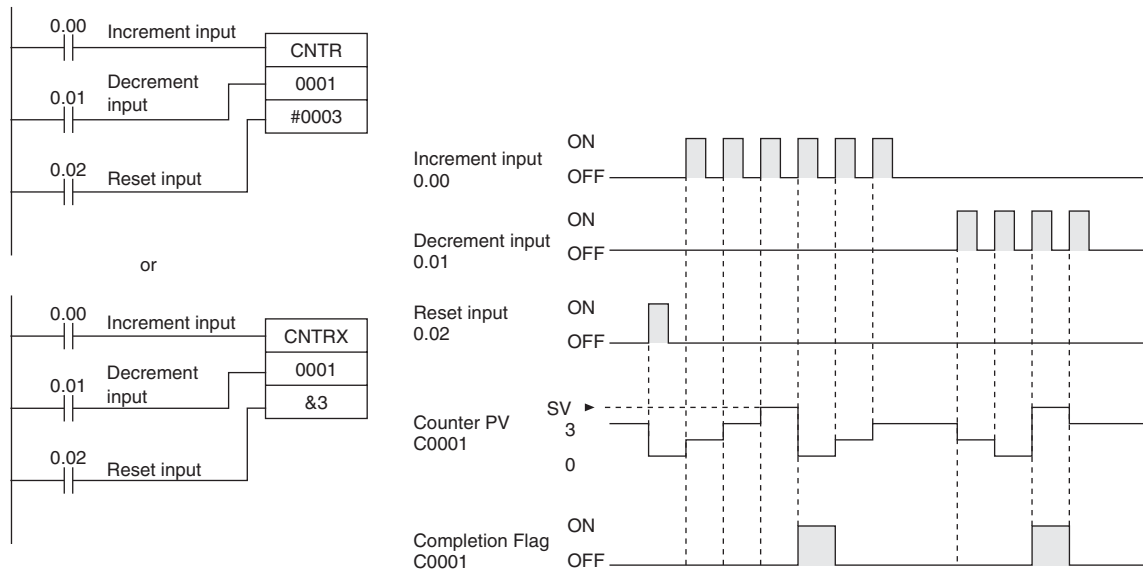 0.00
Increment input
CNTR
0001
#0003
Decrement
input
0.01
0.02
Reset input
or
0.00
Increment input
CNTRX
0001
&3
Decrement
input
0.01
0.02
Reset input
Increment input
0.00
ON
OFF
Decrement input
0.01
ON
OFF
Reset input
0.02
ON
OFF
Counter PV
C0001
SV
3
0
Completion Flag
C0001
ON
OFF